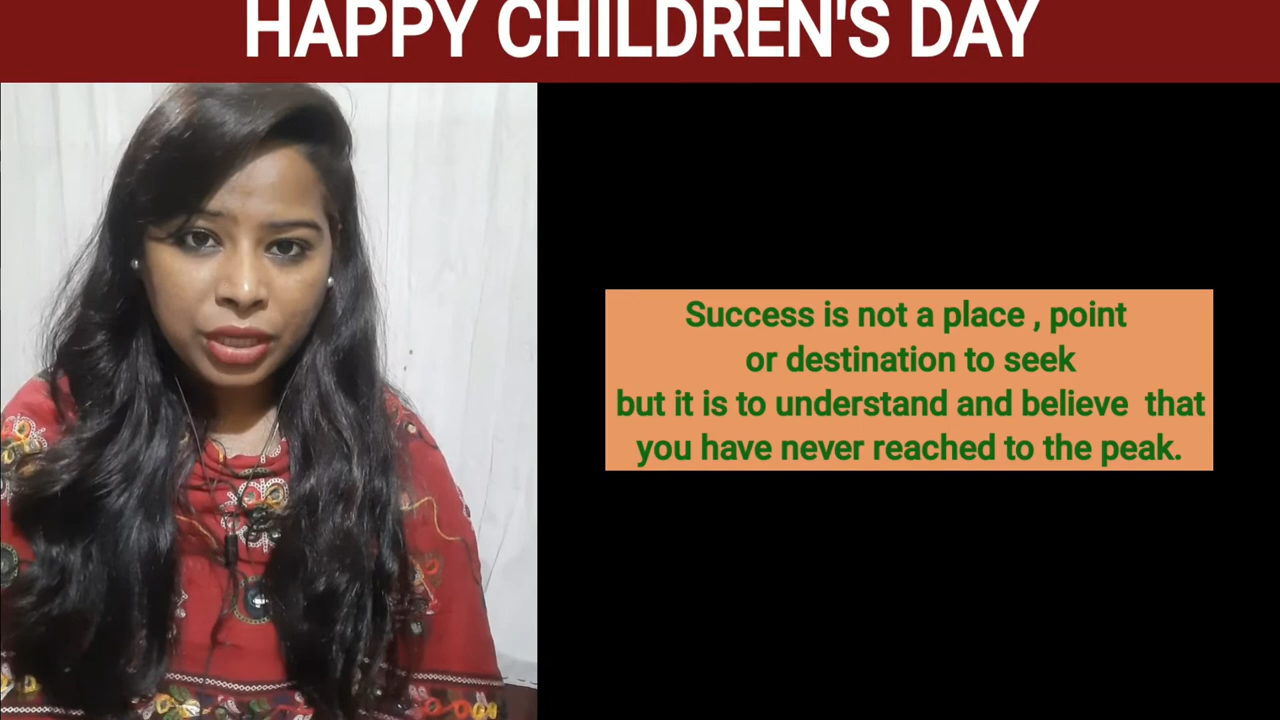 HAPPY CHILDREN'S DAY
Success is not a place , point
or destination to seek
but it is to understand and believe  that
you have never reached to the peak.